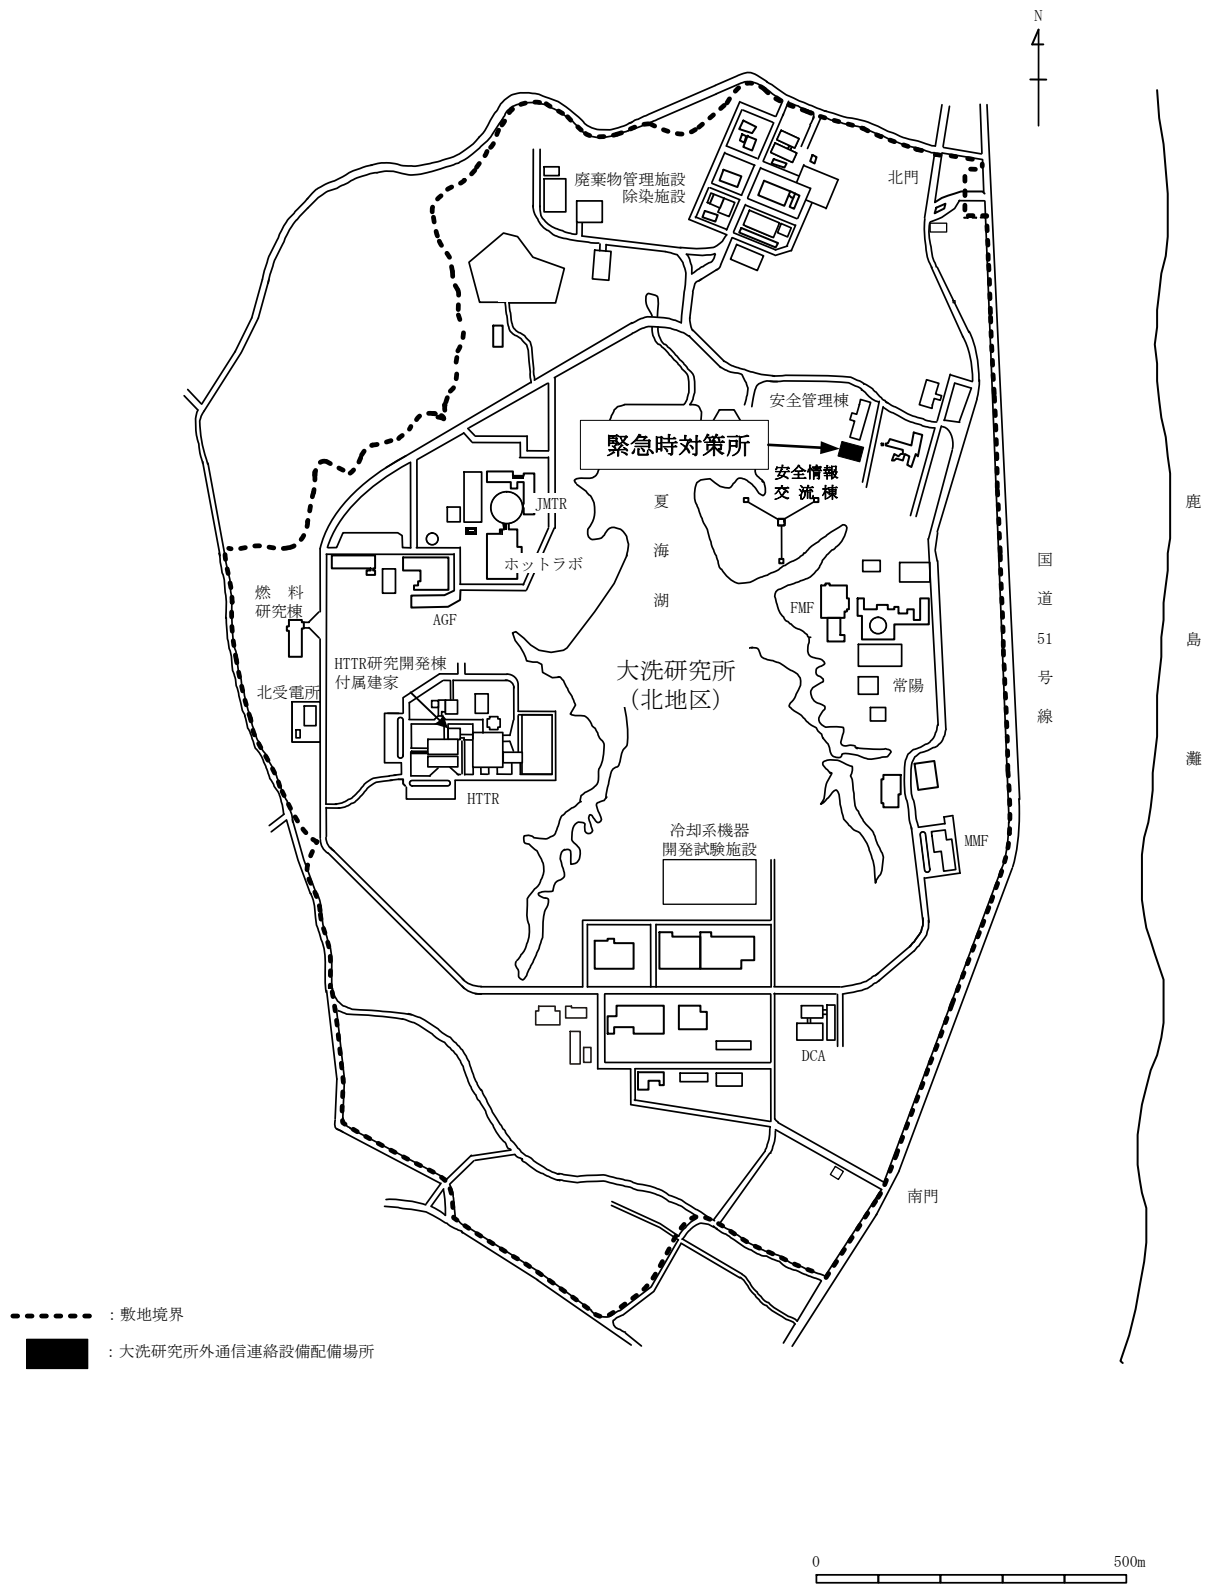 N
廃棄物管理施設
除染施設
北門
安全管理棟
緊急時対策所
安全情報
交流棟
JMTR
夏海湖
鹿島灘
ホットラボ
国道51号線
燃料
研究棟
AGF
FMF
HTTR研究開発棟
付属建家
大洗研究所
(北地区)
北受電所
常陽
HTTR
冷却系機器
開発試験施設
MMF
DCA
南門
：敷地境界
：大洗研究所外通信連絡設備配備場所
0 500m